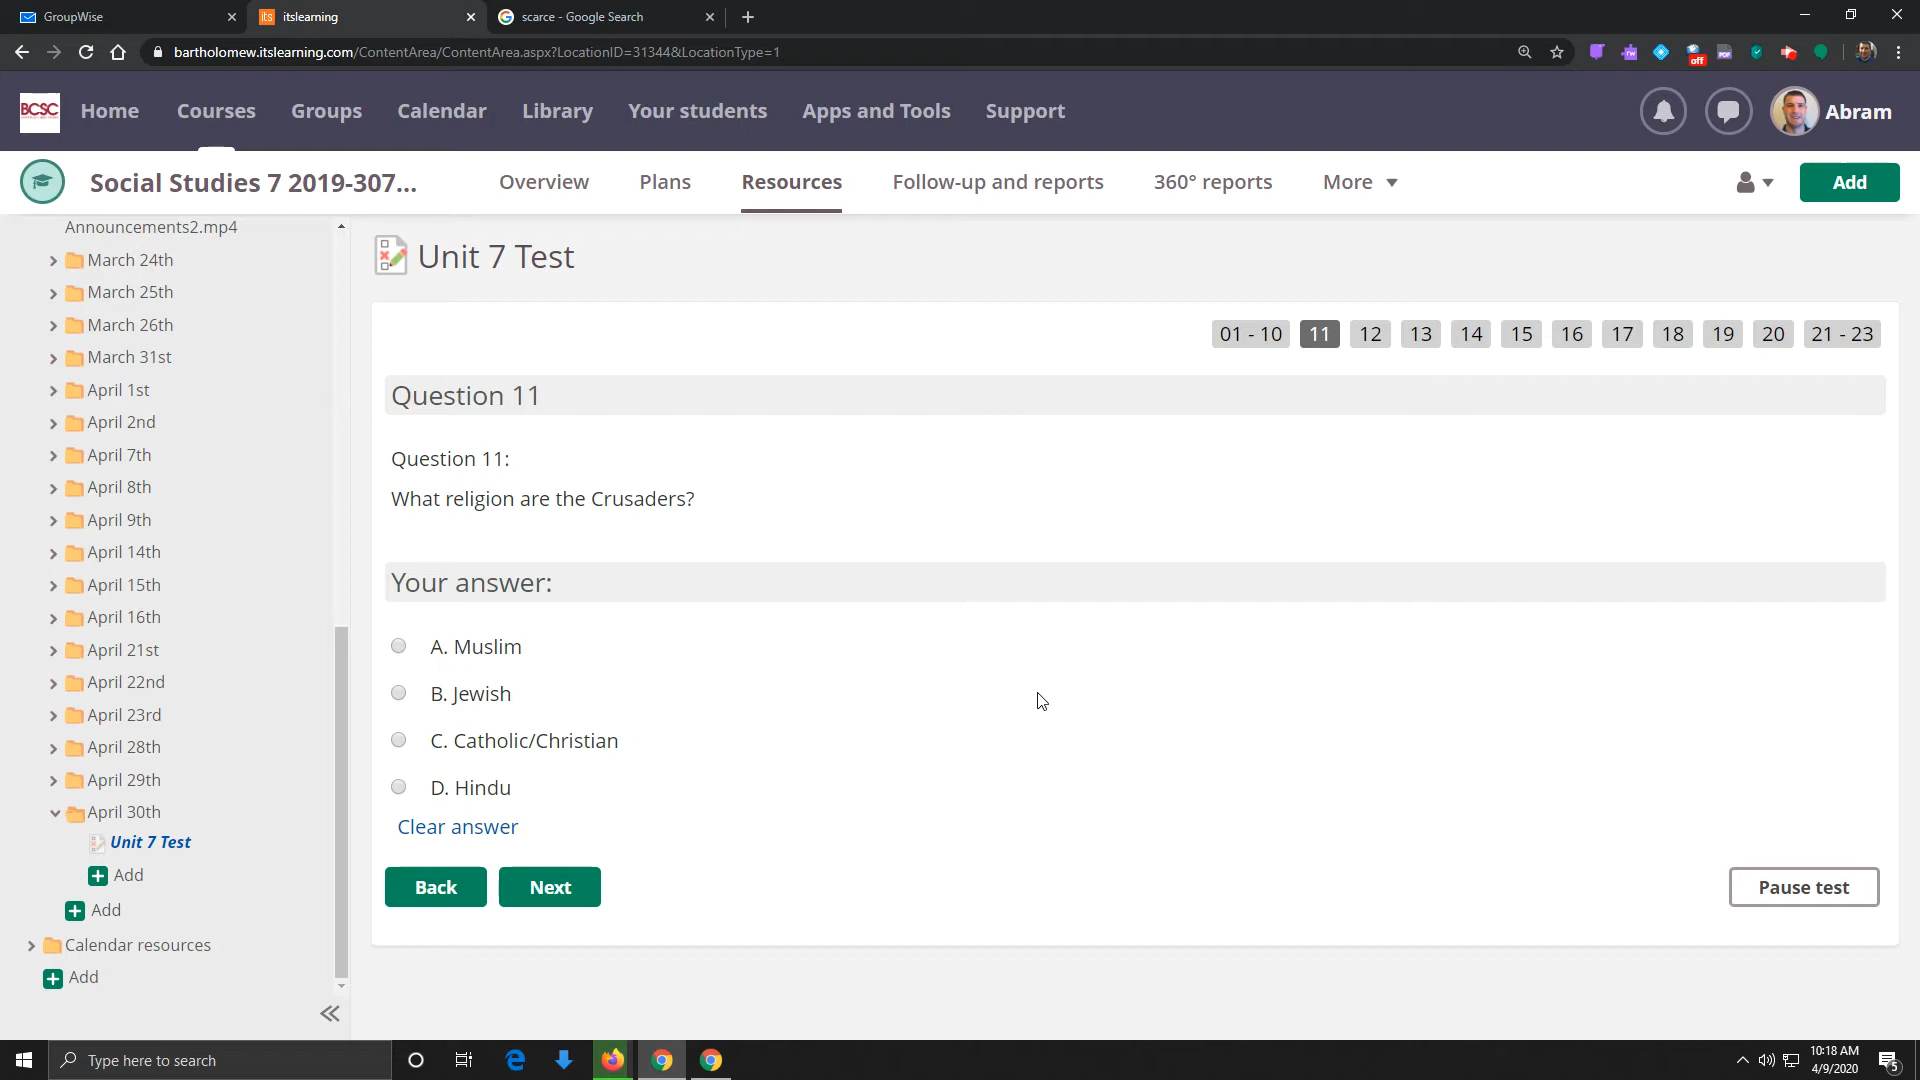 GroupWise
its
itslearning
scarce - Google Search
bartholomew.itslearning.com/ContentArea/ContentArea.aspx?LocationID=31344&LocationType=1
off
PDF
BCSC
Home
Courses
Groups
Calendar
Library
Your students
Apps and Tools
Support
Abram
Social Studies 7 2019-307...
Overview
Plans
Resources
Follow-up and reports
360° reports
More
Add
Announcements2.mp4
March 24th
March 25th
March 26th
March 31st
April 1st
April 2nd
April 7th
April 8th
April 9th
April 14th
April 15th
April 16th
April 21st
April 22nd
April 23rd
April 28th
April 29th
April 30th
Unit 7 Test
Add
Add
Calendar resources
Add
Unit 7 Test
01 - 10
11
12
13
14
15
16
17
18
19
20
21 - 23
Question 11
Question 11:
What religion are the Crusaders?
Your answer:
A. Muslim
B. Jewish
C. Catholic/Christian
D. Hindu
Clear answer
Back
Next
Pause test
Type here to search
10:18 AM
4/9/2020
5